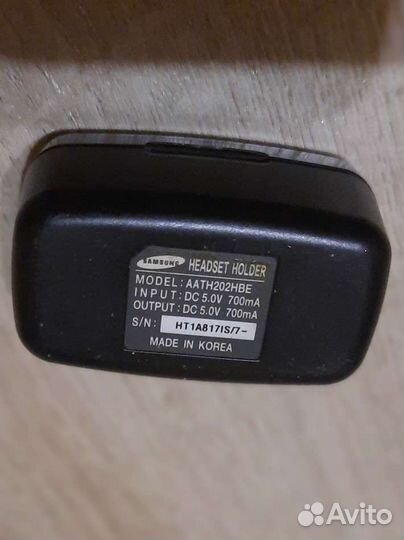 SAMSUNG HEADSET HOLDER
MODEL: AATH202HBE
INPUT: DC 5.0V 700mA
OUTPUT: DC 5.0V 700mA
S/N: HT1A817IS/7-
MADE IN KOREA
Avito